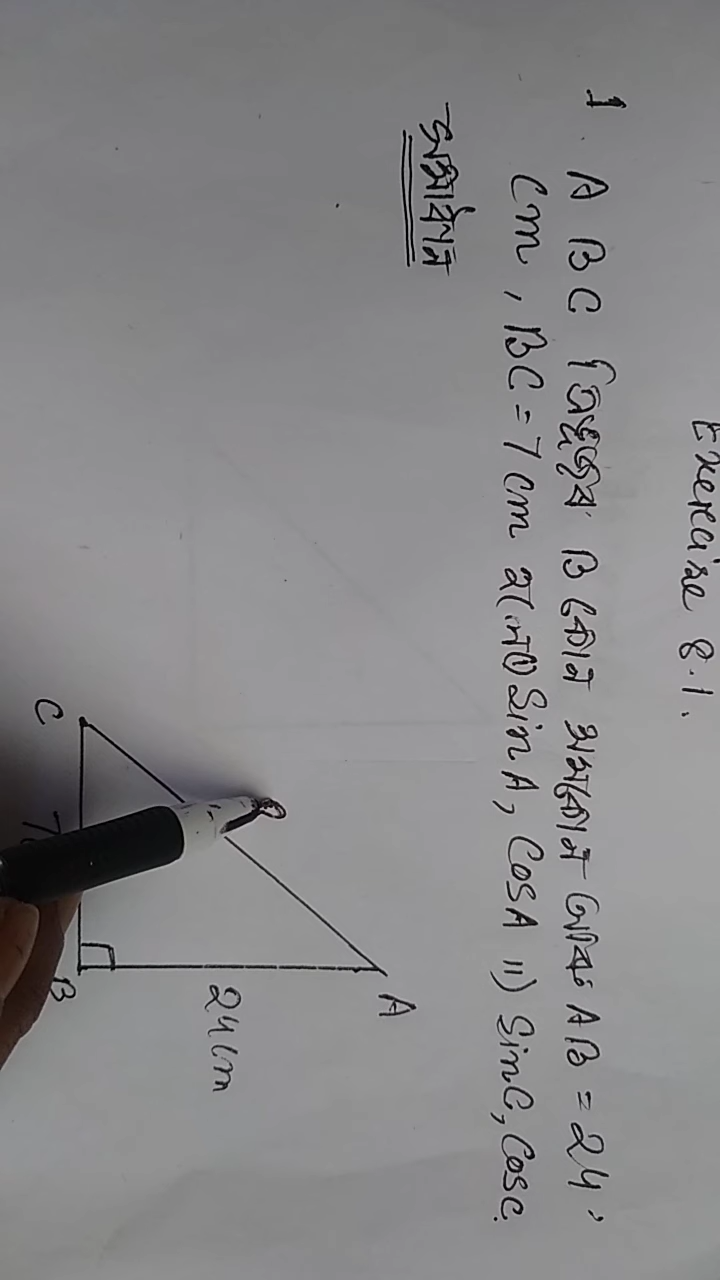 Exercise 8.1.
1. ABC ত্রিভুজৰ B কোন সমকোন আৰু AB = 24
cm, BC = 7 cm i) Sin A, Cos A ii) Sin C, Cos C.
সমাধান
A
24 cm
C
B